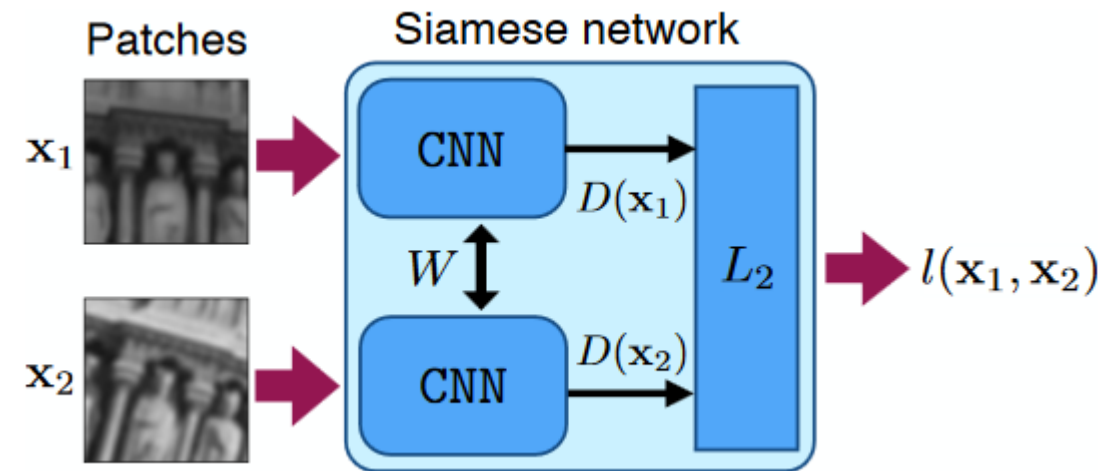 Patches
Siamese network
x₁
CNN
D(x₁)
W
L₂
l(x₁, x₂)
x₂
CNN
D(x₂)